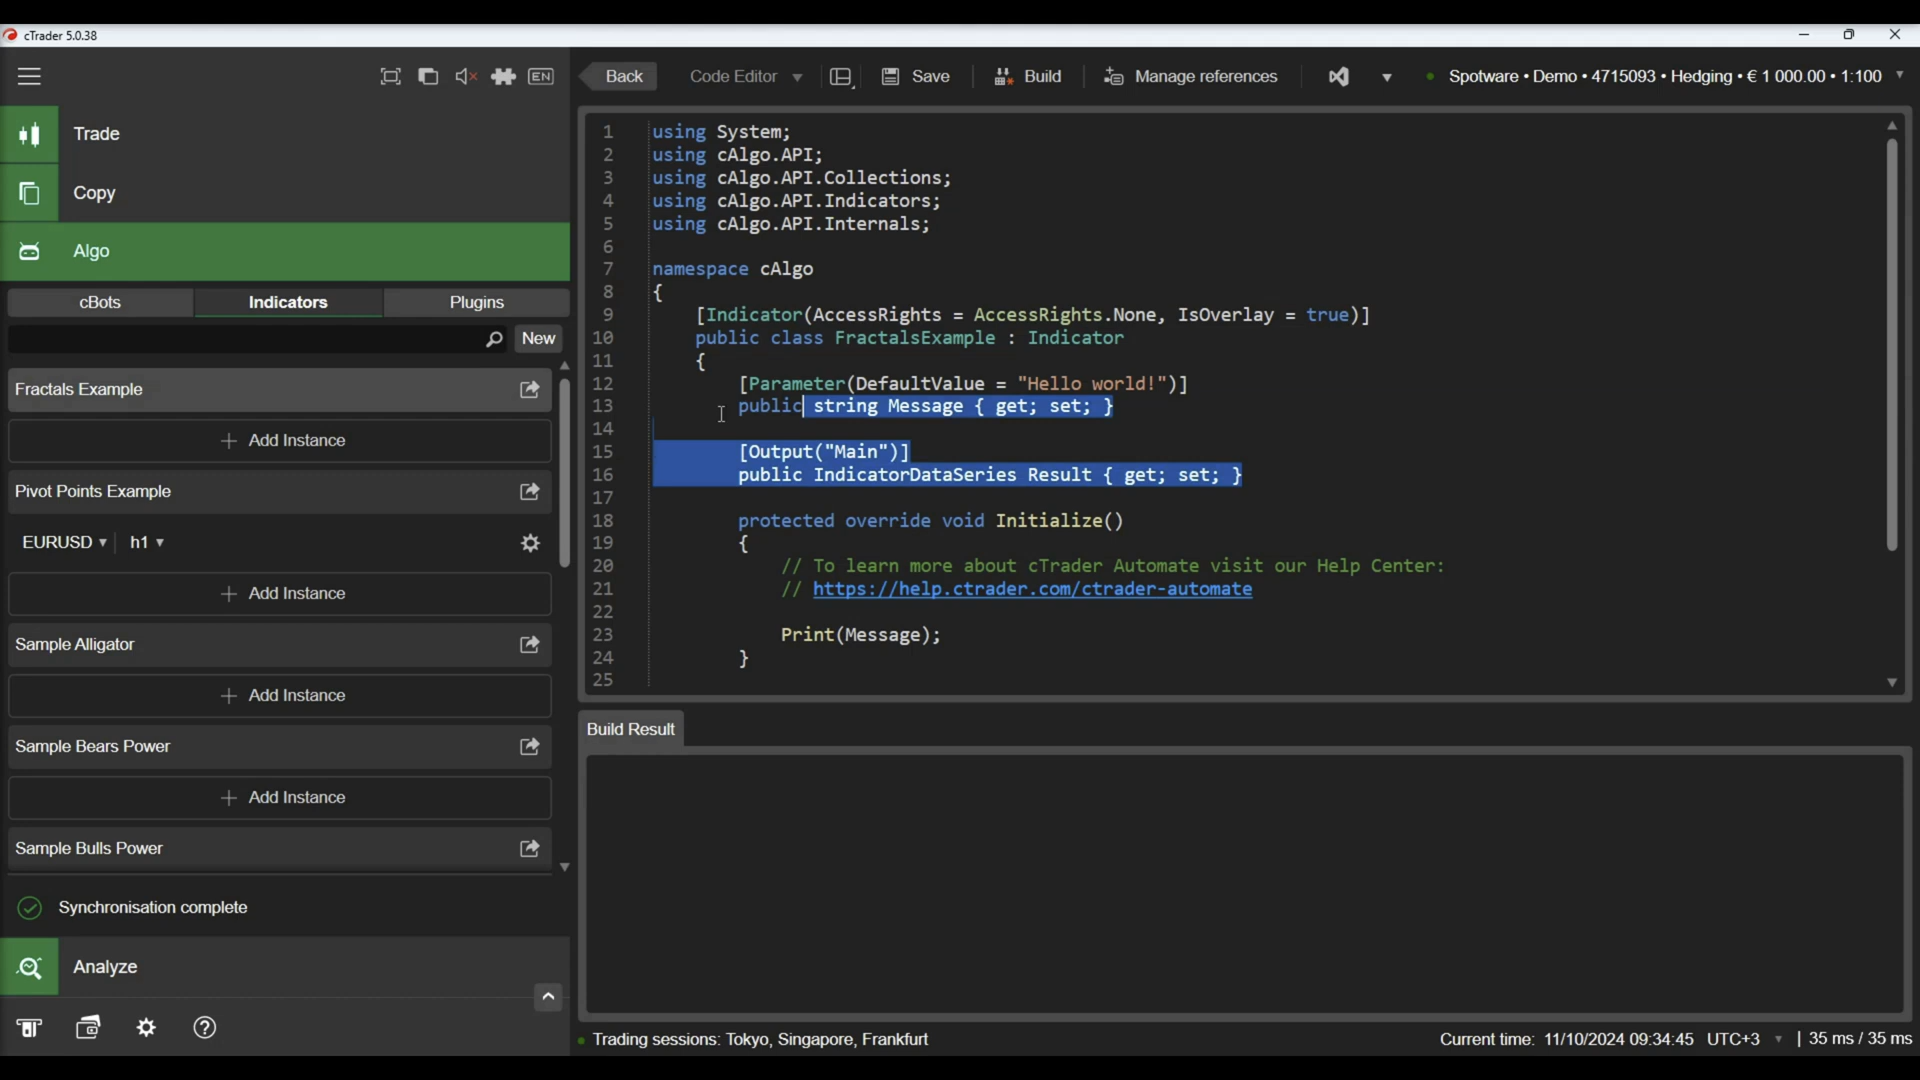 cTrader 5.0.38
EN
Back
Code Editor
Save
Build
Manage references
Spotware • Demo • 4715093 • Hedging • € 1 000.00 • 1:100
Trade
Copy
Algo
cBots
Indicators
Plugins
New
Fractals Example
Add Instance
Pivot Points Example
EURUSD
h1
Add Instance
Sample Alligator
Add Instance
Sample Bears Power
Add Instance
Sample Bulls Power
Synchronisation complete
Analyze
1 using System;
2 using cAlgo.API;
3 using cAlgo.API.Collections;
4 using cAlgo.API.Indicators;
5 using cAlgo.API.Internals;
6
7 namespace cAlgo
8 {
9 [Indicator(AccessRights = AccessRights.None, IsOverlay = true)]
10 public class FractalsExample : Indicator
11 {
12 [Parameter(DefaultValue = "Hello world!")]
13 public string Message { get; set; }
14
15 [Output("Main")]
16 public IndicatorDataSeries Result { get; set; }
17
18 protected override void Initialize()
19 {
20 // To learn more about cTrader Automate visit our Help Center:
21 // https://help.ctrader.com/ctrader-automate
22
23 Print(Message);
24 }
25
Build Result
Trading sessions: Tokyo, Singapore, Frankfurt
Current time: 11/10/2024 09:34:45 UTC+3
35 ms / 35 ms